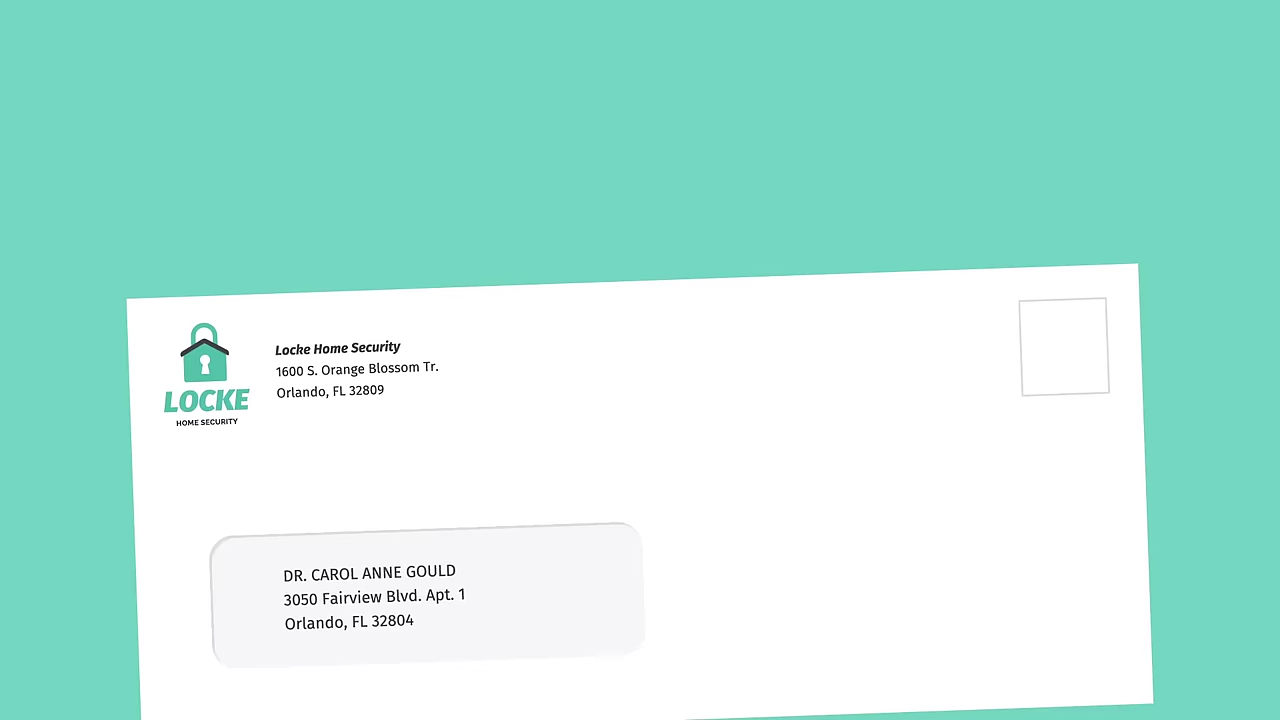 LOCKE
HOME SECURITY
Locke Home Security
1600 S. Orange Blossom Tr.
Orlando, FL 32809
DR. CAROL ANNE GOULD
3050 Fairview Blvd. Apt. 1
Orlando, FL 32804